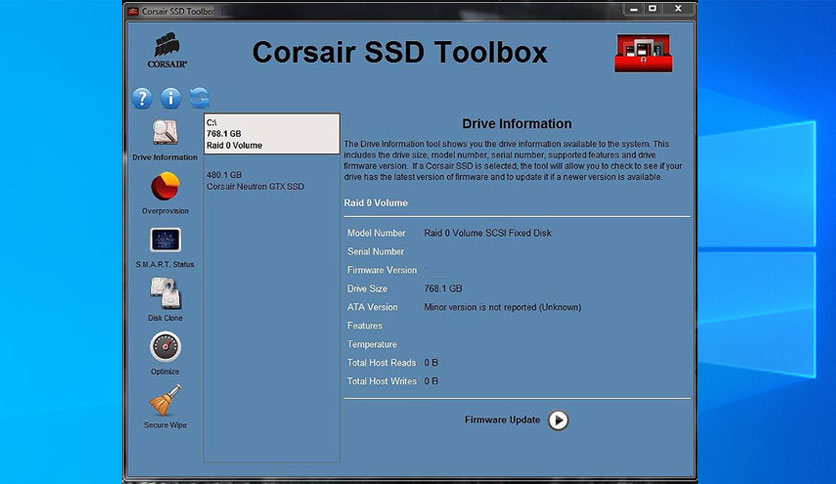 Corsair SSD Toolbox
CORSAIR
Corsair SSD Toolbox
? i
Drive Information
Overprovision
S.M.A.R.T. Status
Disk Clone
Optimize
Secure Wipe
C:\
768.1 GB
Raid 0 Volume
480.1 GB
Corsair Neutron GTX SSD
Drive Information
The Drive Information tool shows you the drive information available to the system. This
includes the drive size, model number, serial number, supported features and drive
firmware version. If a Corsair SSD is selected, the tool will allow you to check to see if your
drive has the latest version of firmware and to update it if a newer version is available.
Raid 0 Volume
Model Number Raid 0 Volume SCSI Fixed Disk
Serial Number
Firmware Version
Drive Size 768.1 GB
ATA Version Minor version is not reported (Unknown)
Features
Temperature
Total Host Reads 0 B
Total Host Writes 0 B
Firmware Update